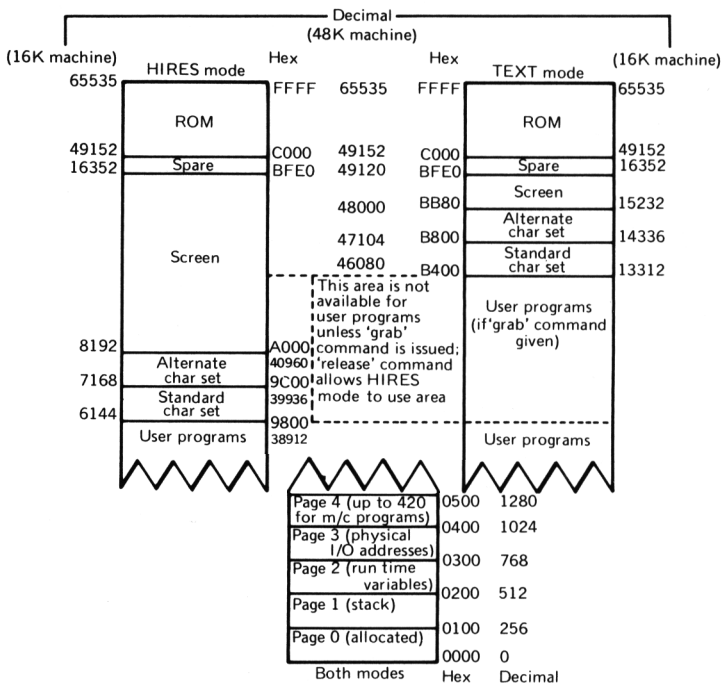 Decimal
(48K machine)
(16K machine) HIRES mode Hex Hex TEXT mode (16K machine)
65535 FFFF 65535 FFFF 65535
ROM ROM
49152 C000 49152 C000 49152
16352 Spare BFE0 49120 BFE0 Spare 16352
Screen
48000 BB80 15232
Alternate
char set
47104 B800 14336
Screen
Standard
char set
46080 B400 13312
This area is not
available for
user programs
unless 'grab'
command is issued;
'release' command
allows HIRES
mode to use area
User programs
(if 'grab' command
given)
8192 A000
40960
Alternate
char set
7168 9C00
39936
Standard
char set
6144 9800
38912
User programs User programs
Page 4 (up to 420
for m/c programs)
0500 1280
0400 1024
Page 3 (physical
I/O addresses)
0300 768
Page 2 (run time
variables)
0200 512
Page 1 (stack)
0100 256
Page 0 (allocated)
0000 0
Both modes Hex Decimal